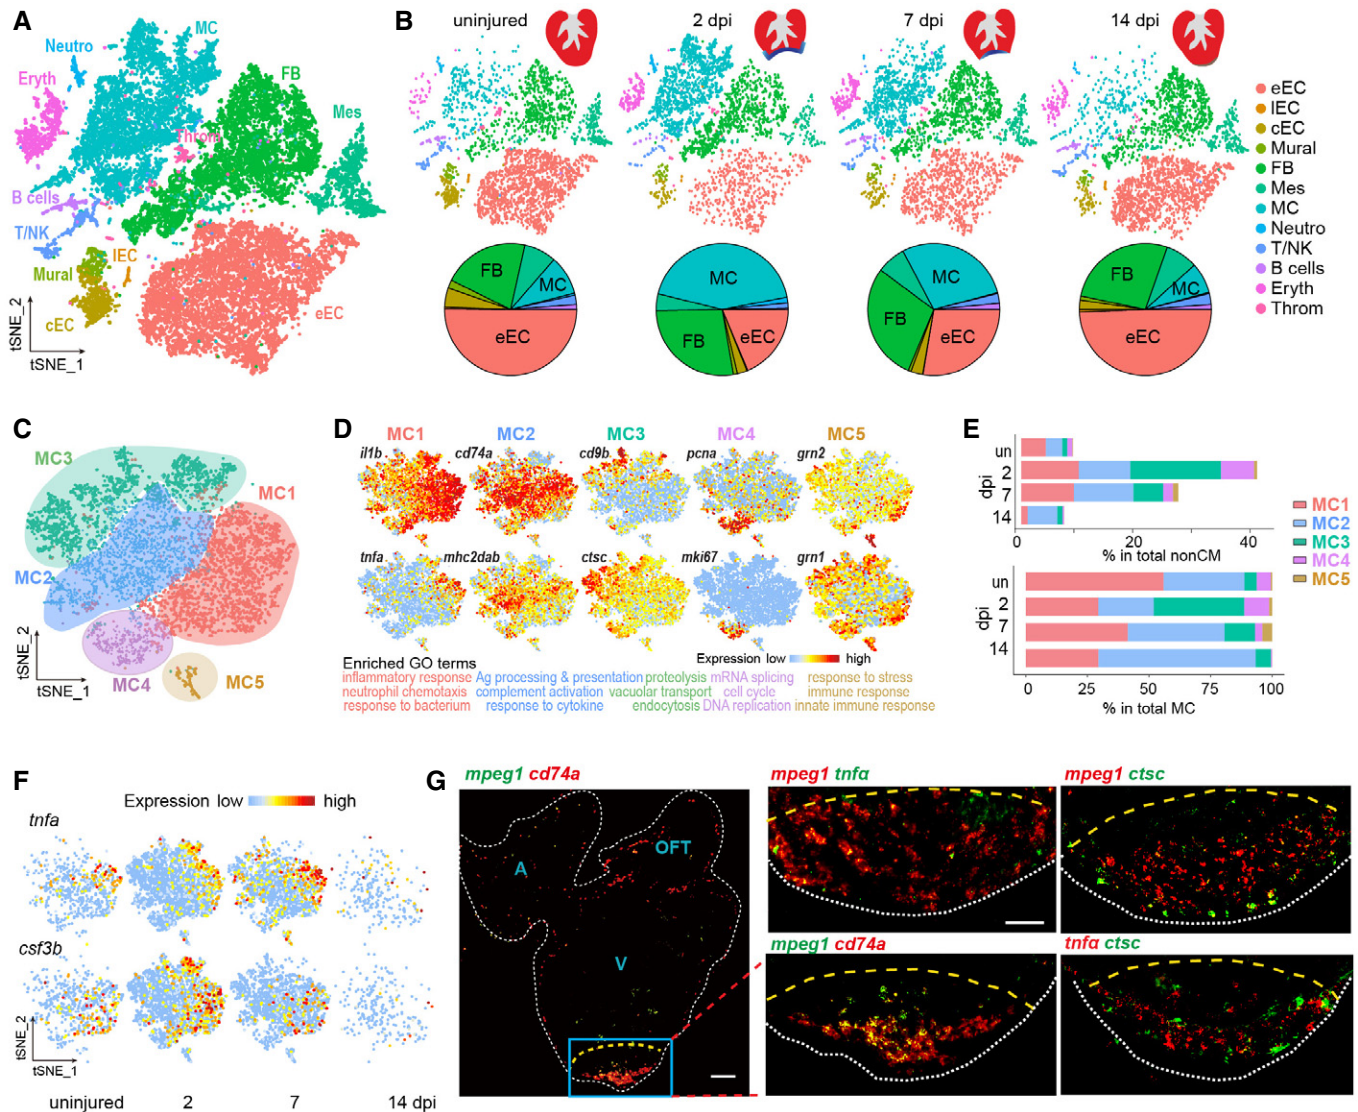 A
MC
Neutro
Eryth
FB
Throm
Mes
B cells
T/NK
lEC
Mural
cEC
eEC
tSNE_2
tSNE_1
B
uninjured
2 dpi
7 dpi
14 dpi
FB
MC
eEC
MC
FB
eEC
MC
FB
eEC
FB
MC
eEC
eEC
lEC
cEC
Mural
FB
Mes
MC
Neutro
T/NK
B cells
Eryth
Throm
C
MC3
MC1
MC2
MC4
MC5
tSNE_2
tSNE_1
D
MC1 MC2 MC3 MC4 MC5
il1b cd74a cd9b pcna grn2
tnfa mhc2dab ctsc mki67 grn1
Expression low high
Enriched GO terms
inflammatory response Ag processing & presentation proteolysis mRNA splicing response to stress
neutrophil chemotaxis complement activation vacuolar transport cell cycle immune response
response to bacterium response to cytokine endocytosis DNA replication innate immune response
E
un
2
7
14
dpi
0 20 40
% in total nonCM
un
2
7
14
dpi
0 25 50 75 100
% in total MC
MC1
MC2
MC3
MC4
MC5
F
Expression low high
tnfa
csf3b
tSNE_2
tSNE_1
uninjured 2 7 14 dpi
G
mpeg1 cd74a
A
OFT
V
mpeg1 tnfα
mpeg1 ctsc
mpeg1 cd74a
tnfα ctsc